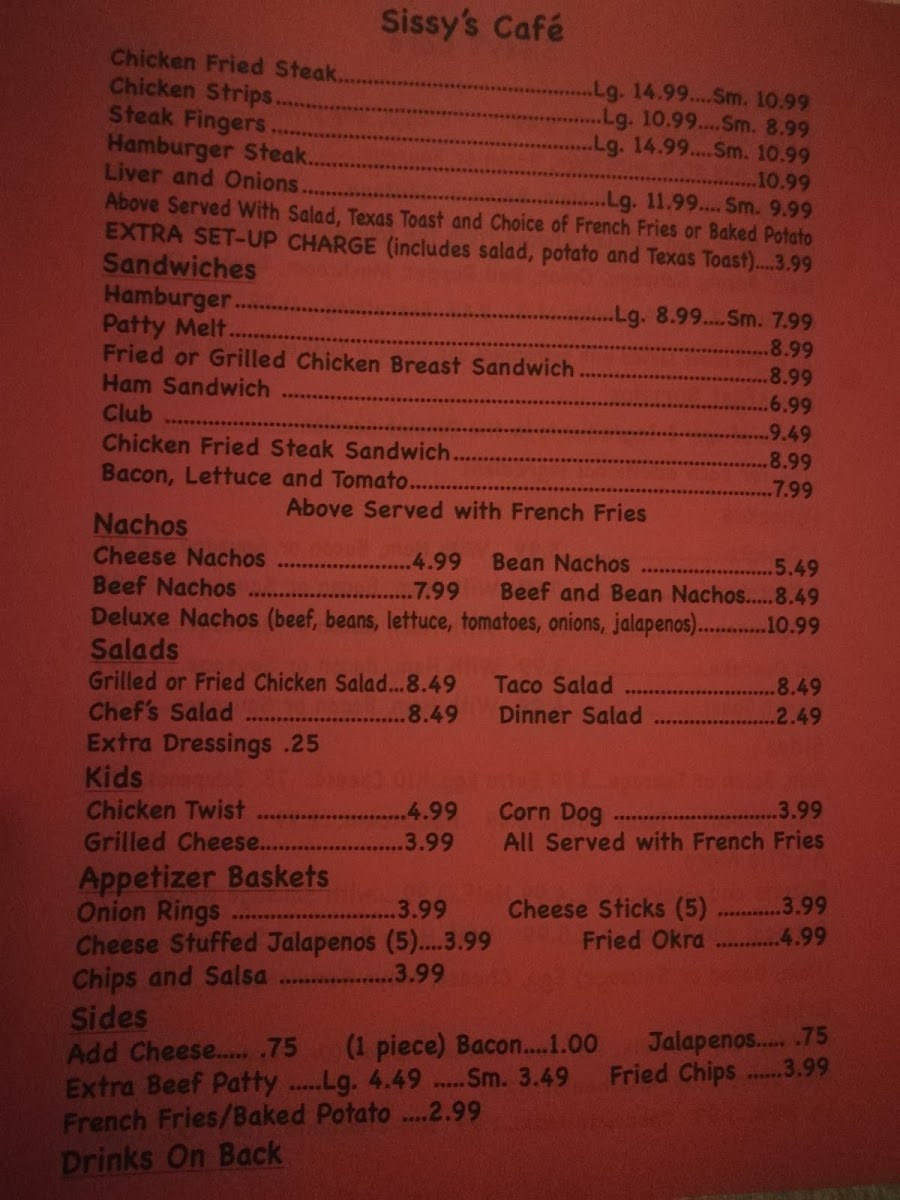 Sissy's Café
Chicken Fried Steak..........Lg. 14.99....Sm. 10.99
Chicken Strips..........Lg. 10.99....Sm. 8.99
Steak Fingers..........Lg. 14.99....Sm. 10.99
Hamburger Steak..........10.99
Liver and Onions..........Lg. 11.99.... Sm. 9.99
Above Served With Salad, Texas Toast and Choice of French Fries or Baked Potato
EXTRA SET-UP CHARGE (includes salad, potato and Texas Toast)....3.99
Sandwiches
Hamburger..........Lg. 8.99....Sm. 7.99
Patty Melt..........8.99
Fried or Grilled Chicken Breast Sandwich..........8.99
Ham Sandwich ..........6.99
Club ..........9.49
Chicken Fried Steak Sandwich..........8.99
Bacon, Lettuce and Tomato..........7.99
Above Served with French Fries
Nachos
Cheese Nachos ..........4.99 Bean Nachos ..........5.49
Beef Nachos ..........7.99 Beef and Bean Nachos.....8.49
Deluxe Nachos (beef, beans, lettuce, tomatoes, onions, jalapenos)..........10.99
Salads
Grilled or Fried Chicken Salad...8.49 Taco Salad ..........8.49
Chef's Salad ..........8.49 Dinner Salad ..........2.49
Extra Dressings .25
Kids
Chicken Twist ..........4.99 Corn Dog ..........3.99
Grilled Cheese..........3.99 All Served with French Fries
Appetizer Baskets
Onion Rings ..........3.99 Cheese Sticks (5) ..........3.99
Cheese Stuffed Jalapenos (5)....3.99 Fried Okra ..........4.99
Chips and Salsa ..........3.99
Sides
Add Cheese..... .75 (1 piece) Bacon....1.00 Jalapenos..... .75
Extra Beef Patty .....Lg. 4.49 .....Sm. 3.49 Fried Chips ......3.99
French Fries/Baked Potato ....2.99
Drinks On Back